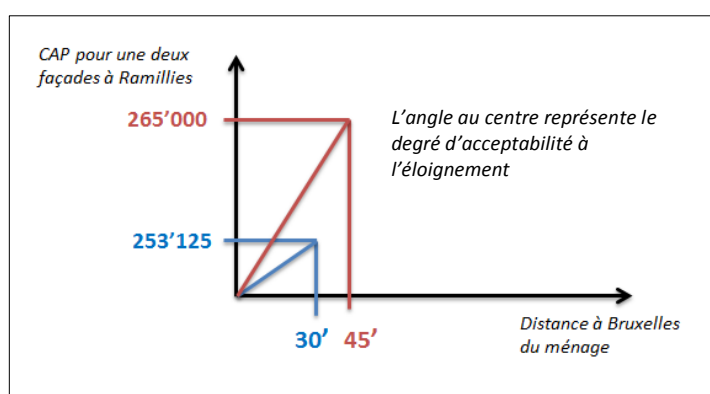 CAP pour une deux
façades à Ramillies
265’000
L’angle au centre représente le
degré d’acceptabilité à
l’éloignement
253’125
30’ 45’
Distance à Bruxelles
du ménage